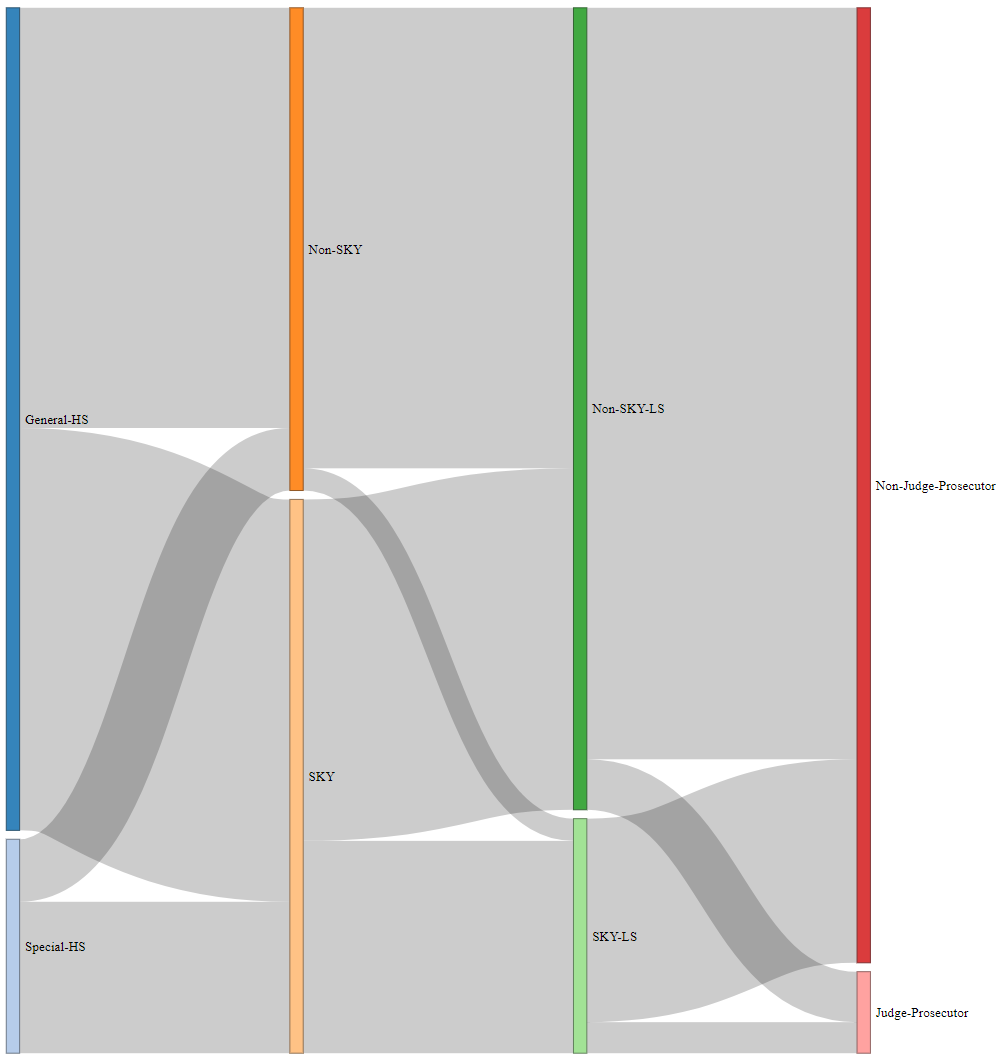 General-HS
Special-HS
Non-SKY
SKY
Non-SKY-LS
SKY-LS
Non-Judge-Prosecutor
Judge-Prosecutor